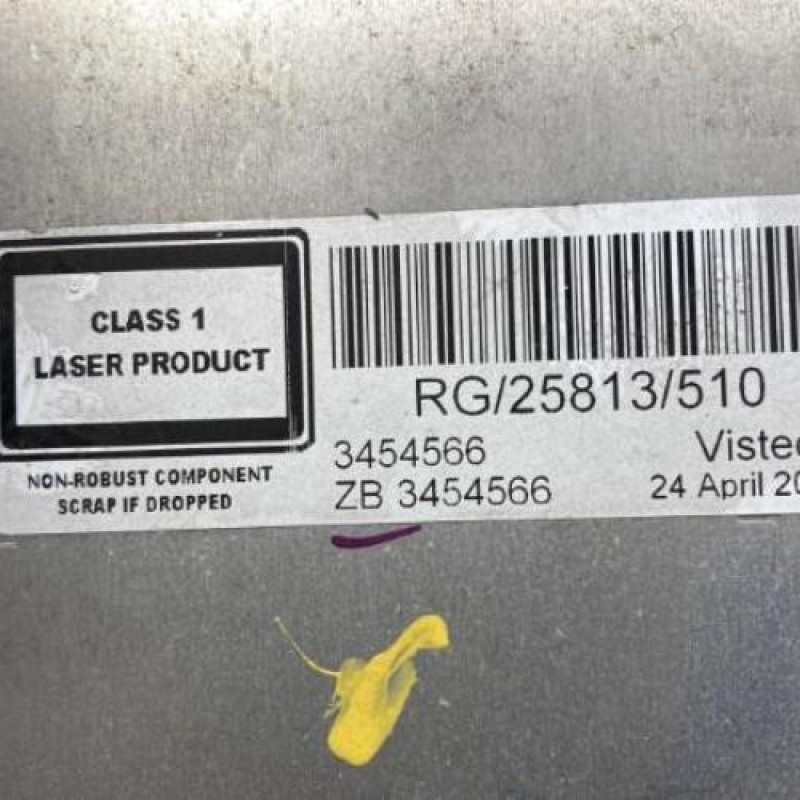 CLASS 1
LASER PRODUCT
NON-ROBUST COMPONENT
SCRAP IF DROPPED
RG/25813/510
3454566
ZB 3454566
24 April